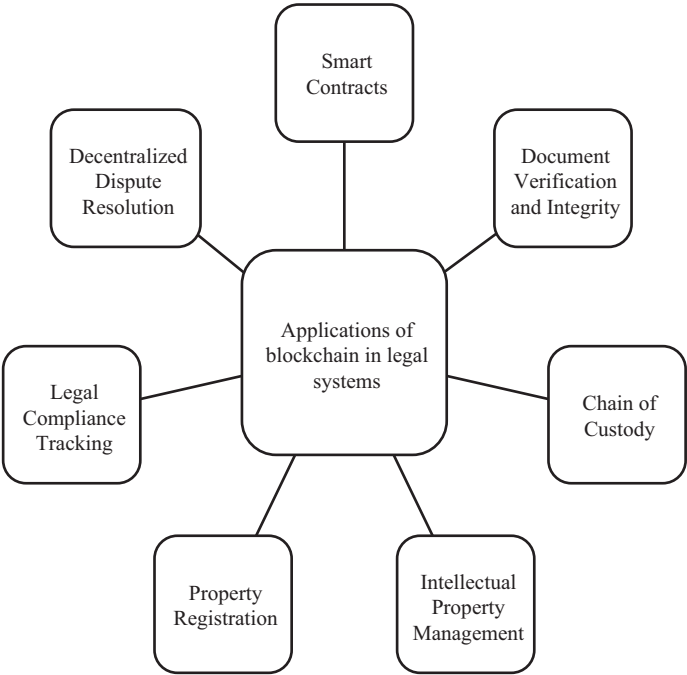 Smart
Contracts
Decentralized
Dispute
Resolution
Document
Verification
and Integrity
Applications of
blockchain in legal
systems
Legal
Compliance
Tracking
Chain of
Custody
Property
Registration
Intellectual
Property
Management